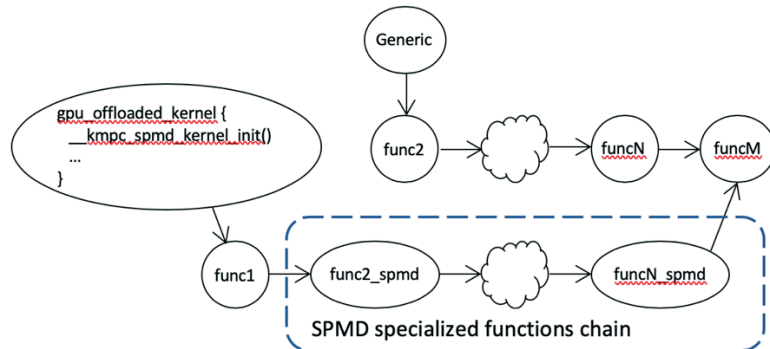 Generic
gpu_offloaded_kernel {
__kmpc_spmd_kernel_init()
...
}
func2
funcN
funcM
func1
func2_spmd
funcN_spmd
SPMD specialized functions chain